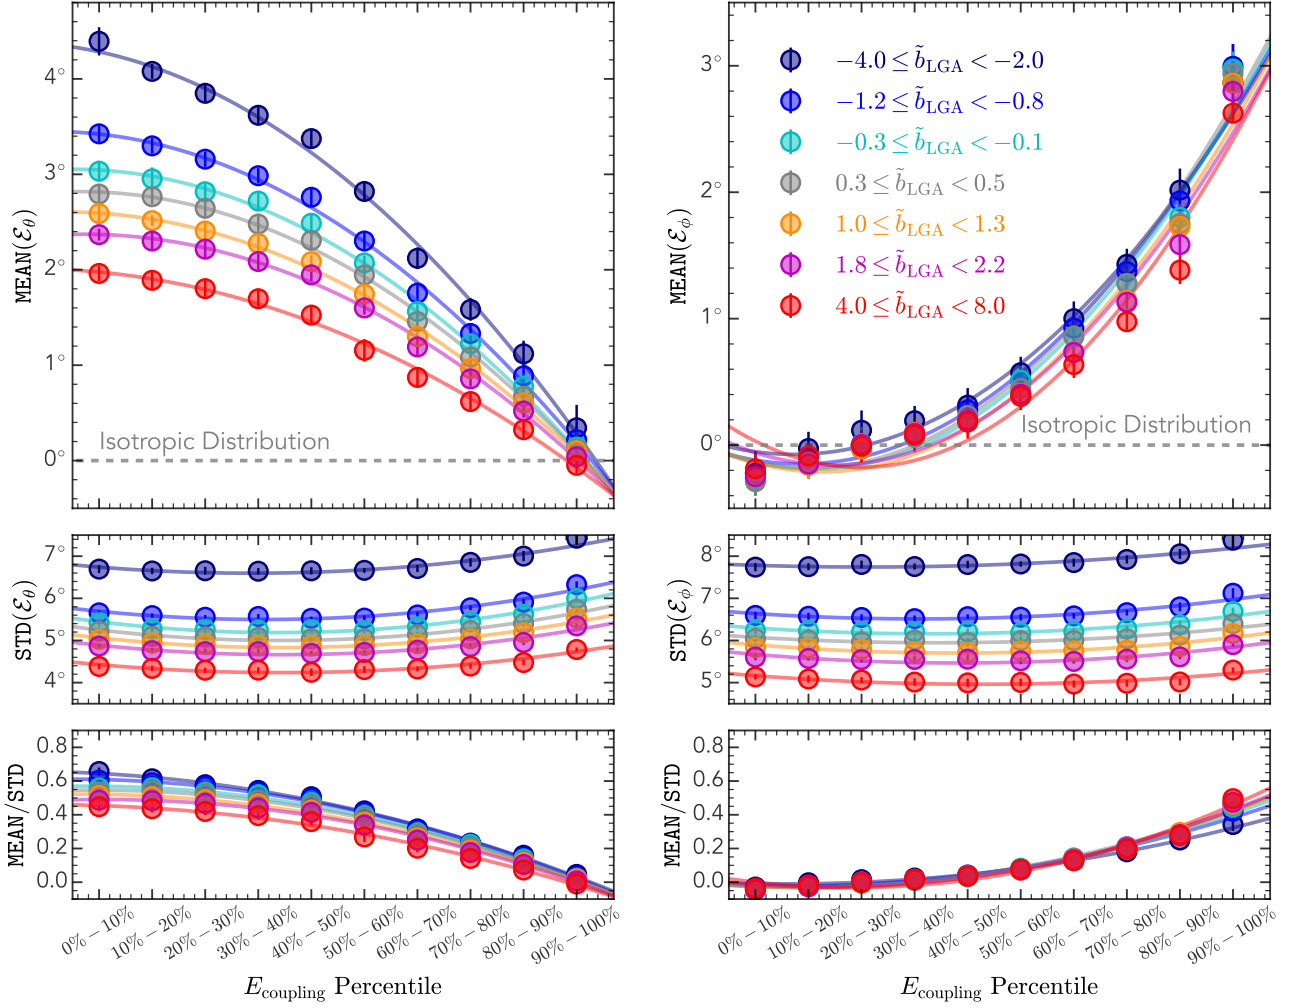 MEAN(ℰ_θ)
4°
3°
2°
1°
0°
Isotropic Distribution
MEAN(ℰ_ϕ)
3°
2°
1°
0°
−4.0 ≤ b̃_LGA < −2.0
−1.2 ≤ b̃_LGA < −0.8
−0.3 ≤ b̃_LGA < −0.1
0.3 ≤ b̃_LGA < 0.5
1.0 ≤ b̃_LGA < 1.3
1.8 ≤ b̃_LGA < 2.2
4.0 ≤ b̃_LGA < 8.0
Isotropic Distribution
STD(ℰ_θ)
7°
6°
5°
4°
STD(ℰ_ϕ)
8°
7°
6°
5°
MEAN/STD
0.8
0.6
0.4
0.2
0.0
0% − 10%
10% − 20%
20% − 30%
30% − 40%
40% − 50%
50% − 60%
60% − 70%
70% − 80%
80% − 90%
90% − 100%
E_coupling Percentile
MEAN/STD
0.8
0.6
0.4
0.2
0.0
0% − 10%
10% − 20%
20% − 30%
30% − 40%
40% − 50%
50% − 60%
60% − 70%
70% − 80%
80% − 90%
90% − 100%
E_coupling Percentile